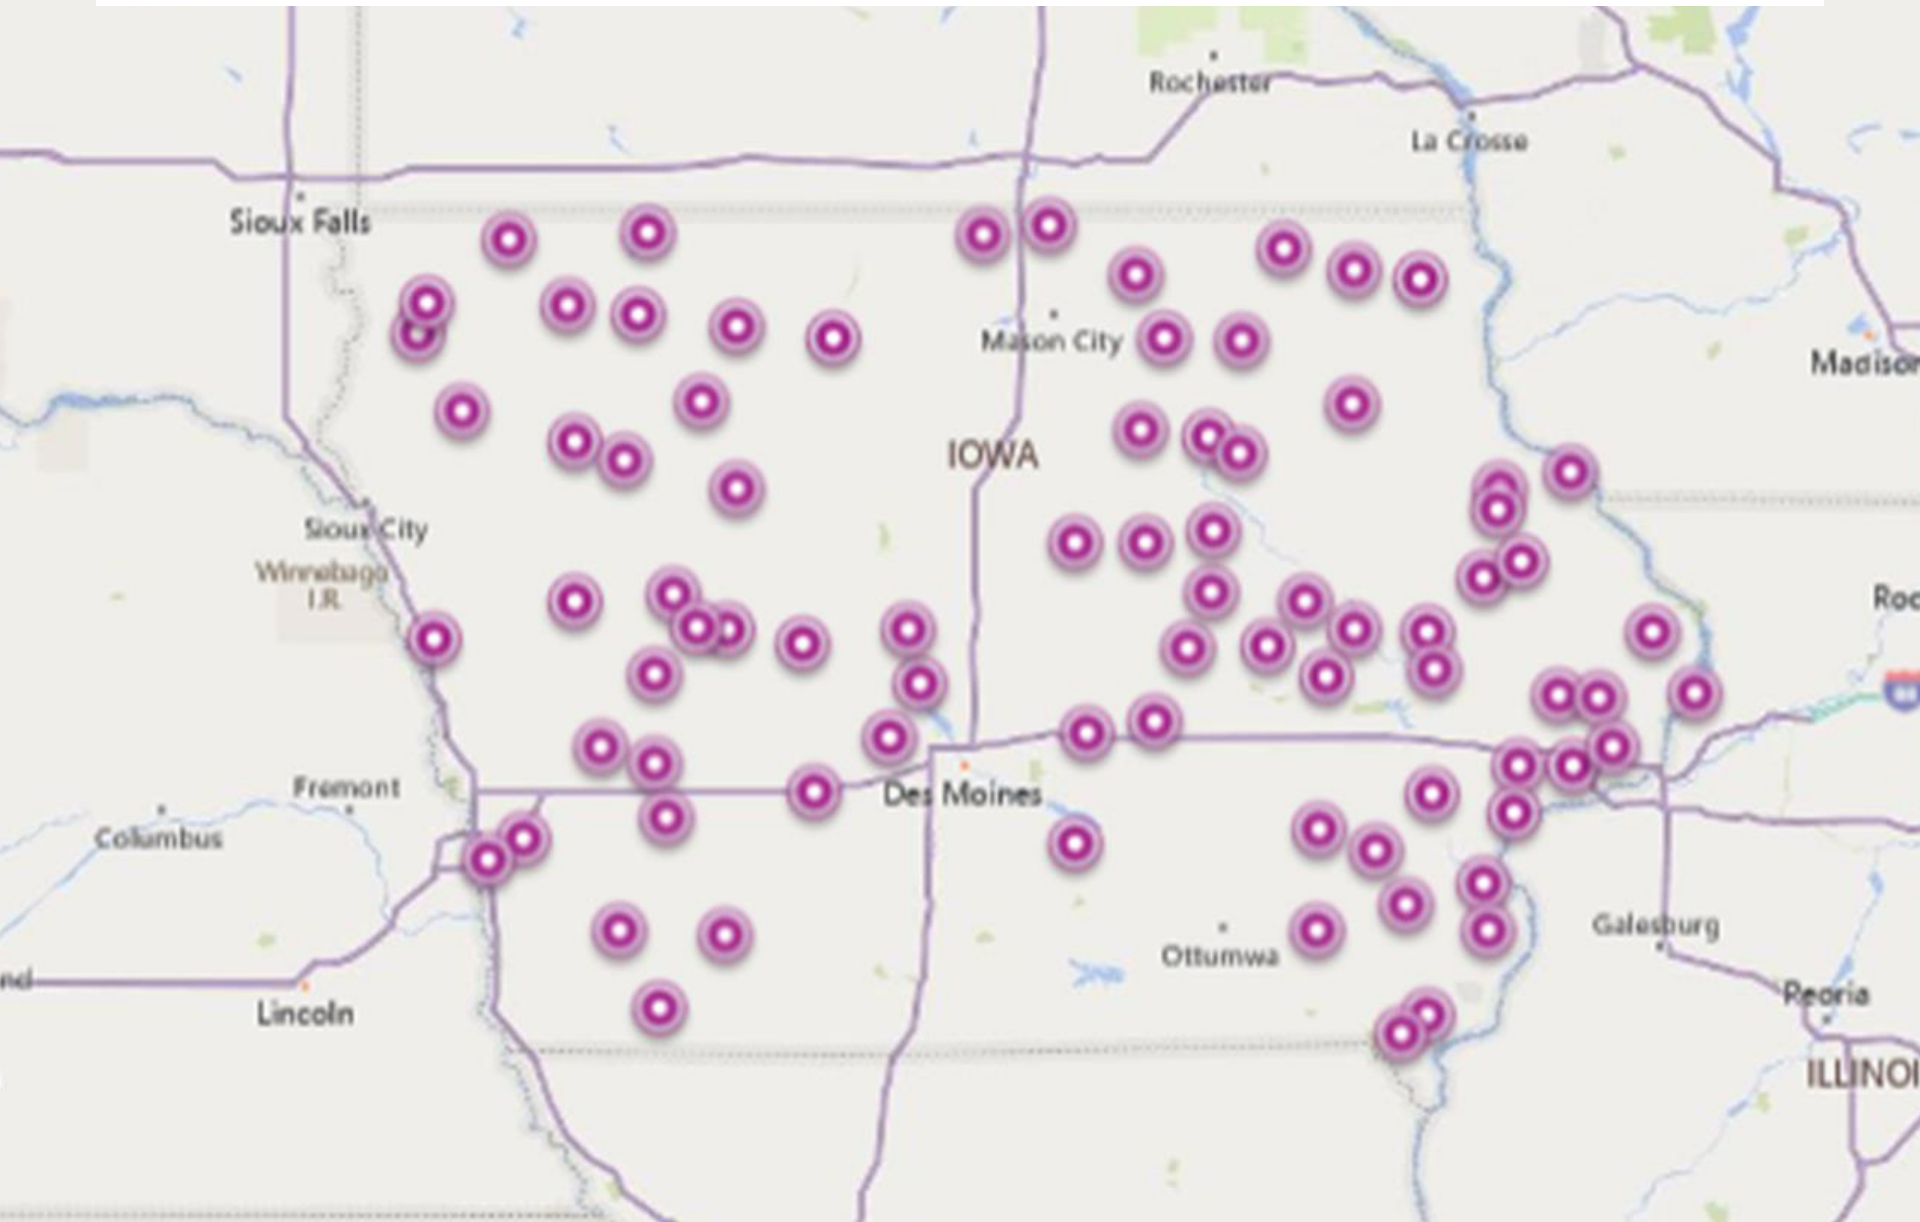 Rochester
La Crosse
Sioux Falls
Mason City
Madison
IOWA
Sioux City
Winnebago
I.R.
Fremont
Des Moines
Columbus
Galesburg
Ottumwa
Lincoln
Peoria
ILLINOI